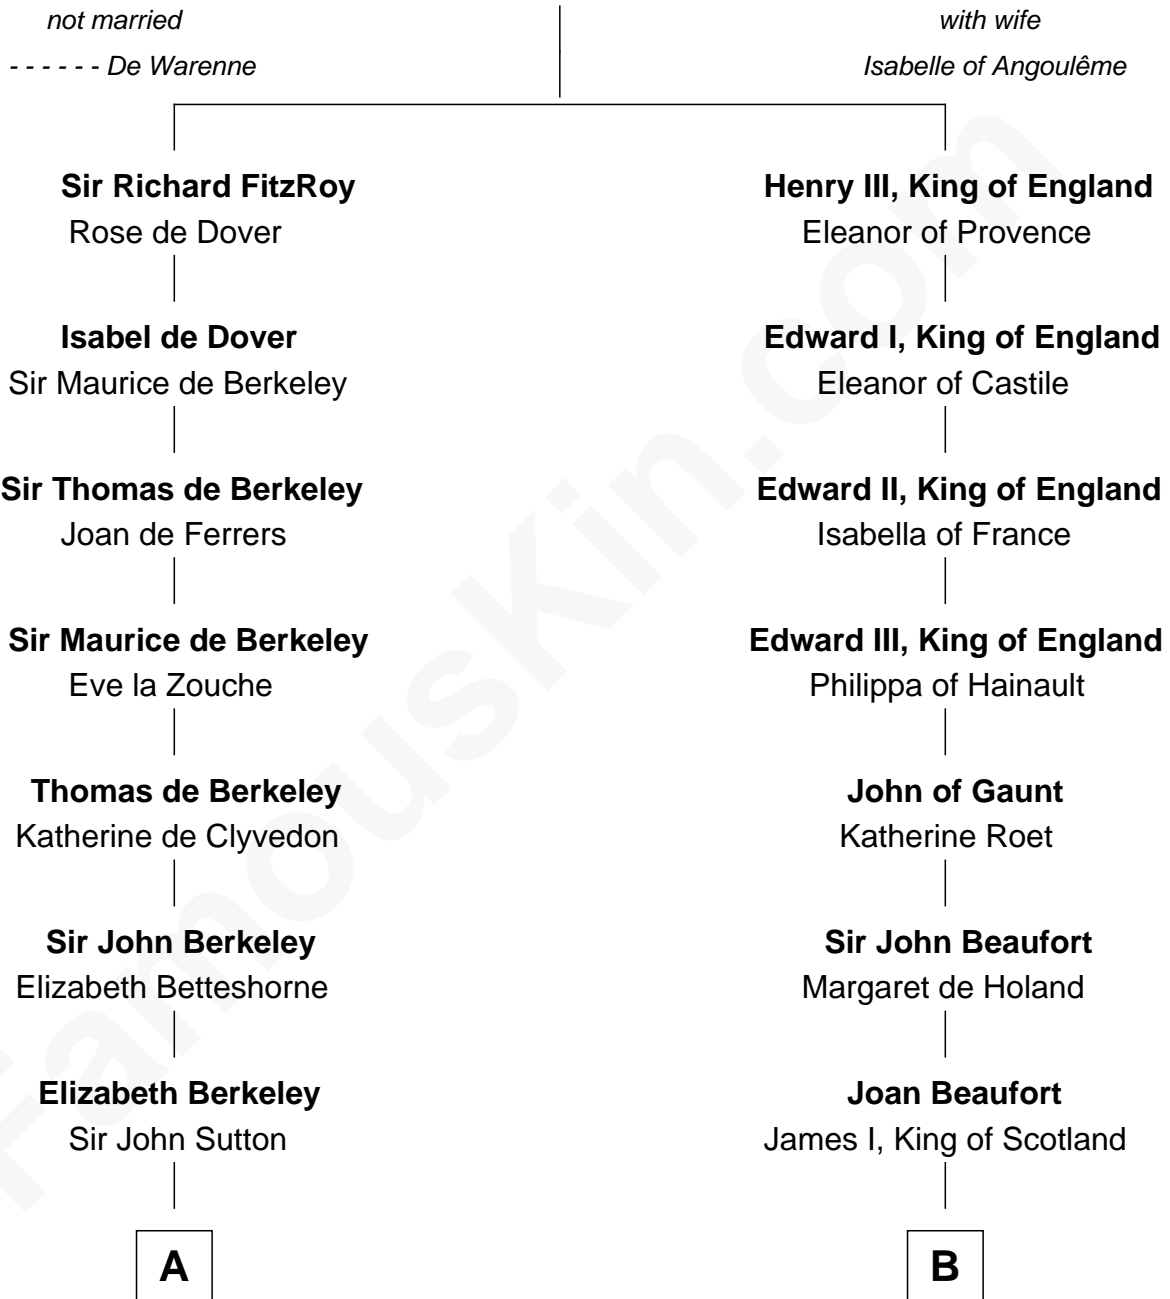 not married
with wife
- - - - - - De Warenne
Isabelle of Angoulême
Sir Richard FitzRoy
Rose de Dover
Henry III, King of England
Eleanor of Provence
Isabel de Dover
Sir Maurice de Berkeley
Edward I, King of England
Eleanor of Castile
Sir Thomas de Berkeley
Joan de Ferrers
Edward II, King of England
Isabella of France
Sir Maurice de Berkeley
Eve la Zouche
Edward III, King of England
Philippa of Hainault
Thomas de Berkeley
Katherine de Clyvedon
John of Gaunt
Katherine Roet
Sir John Berkeley
Elizabeth Betteshorne
Sir John Beaufort
Margaret de Holand
Elizabeth Berkeley
Sir John Sutton
Joan Beaufort
James I, King of Scotland
A
B
FamousKin.com